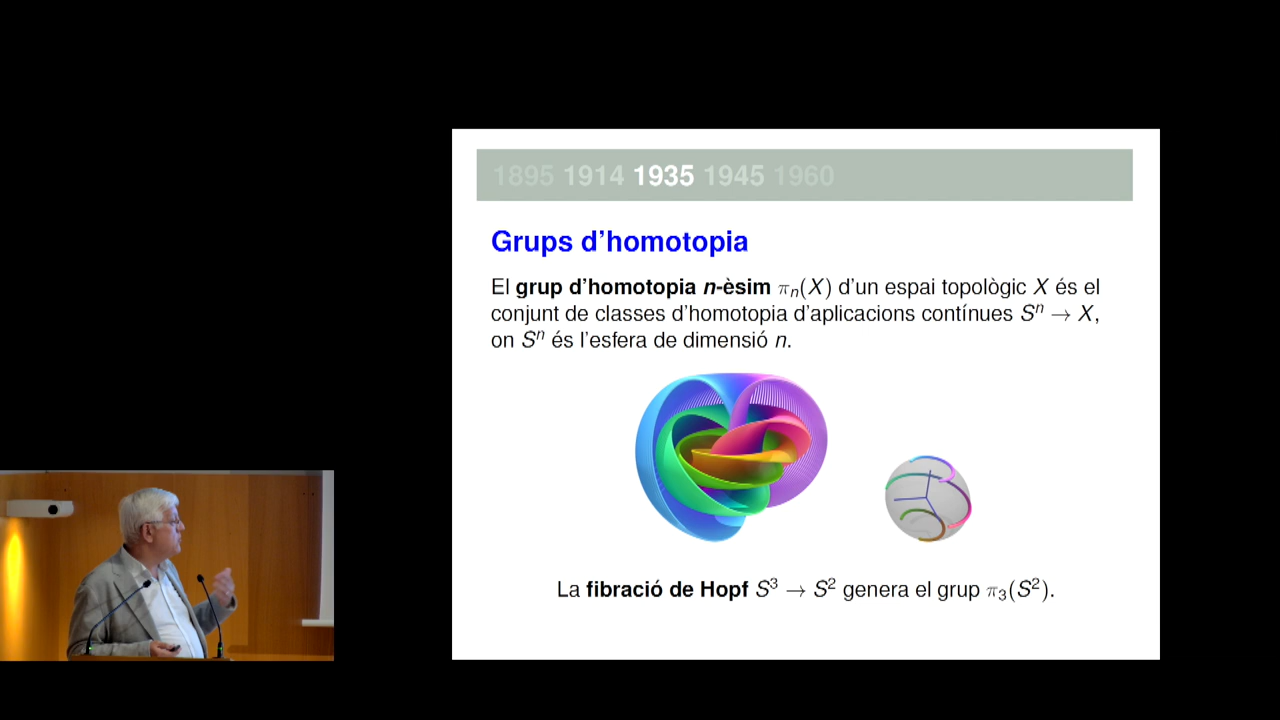 1895 1914 1935 1945 1960
Grups d'homotopia
El grup d'homotopia n-èsim πₙ(X) d'un espai topològic X és el
conjunt de classes d'homotopia d'aplicacions contínues Sⁿ → X,
on Sⁿ és l'esfera de dimensió n.
La fibració de Hopf S³ → S² genera el grup π₃(S²).